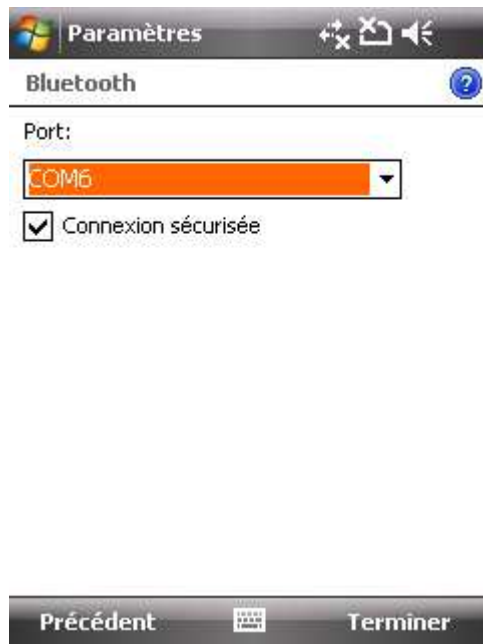 Paramètres
Bluetooth
Port:
COM6
Connexion sécurisée
Précédent
Terminer